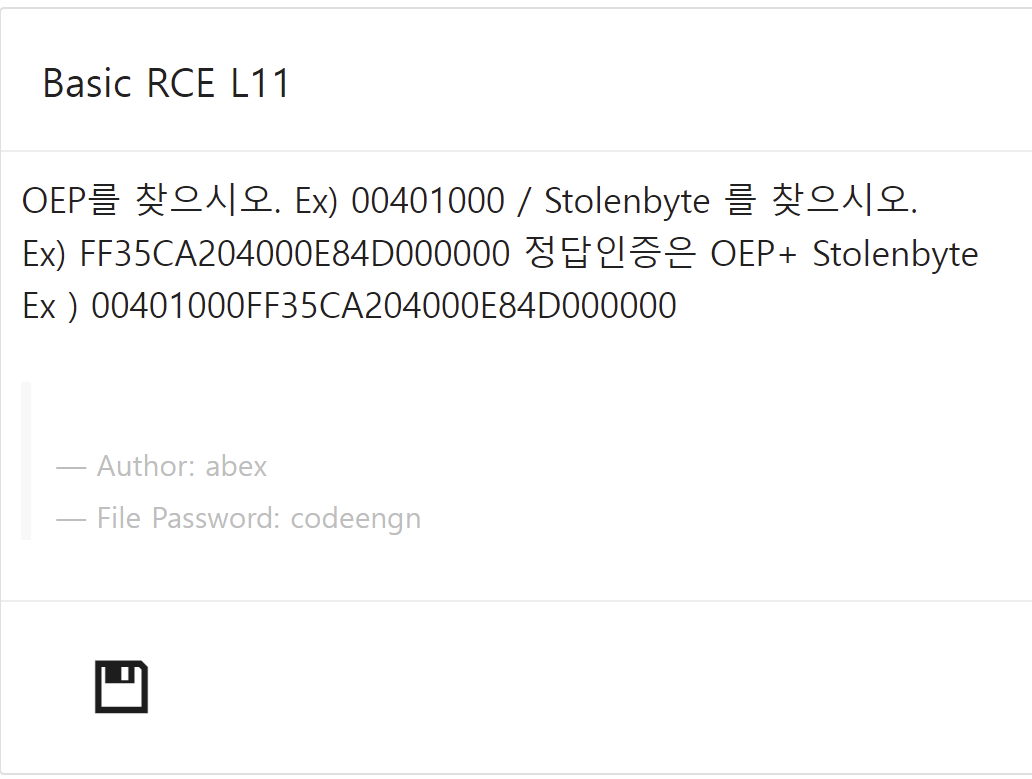 Basic RCE L11
OEP를 찾으시오. Ex) 00401000 / Stolenbyte 를 찾으시오.
Ex) FF35CA204000E84D000000 정답인증은 OEP+ Stolenbyte
Ex ) 00401000FF35CA204000E84D000000
— Author: abex
— File Password: codeengn